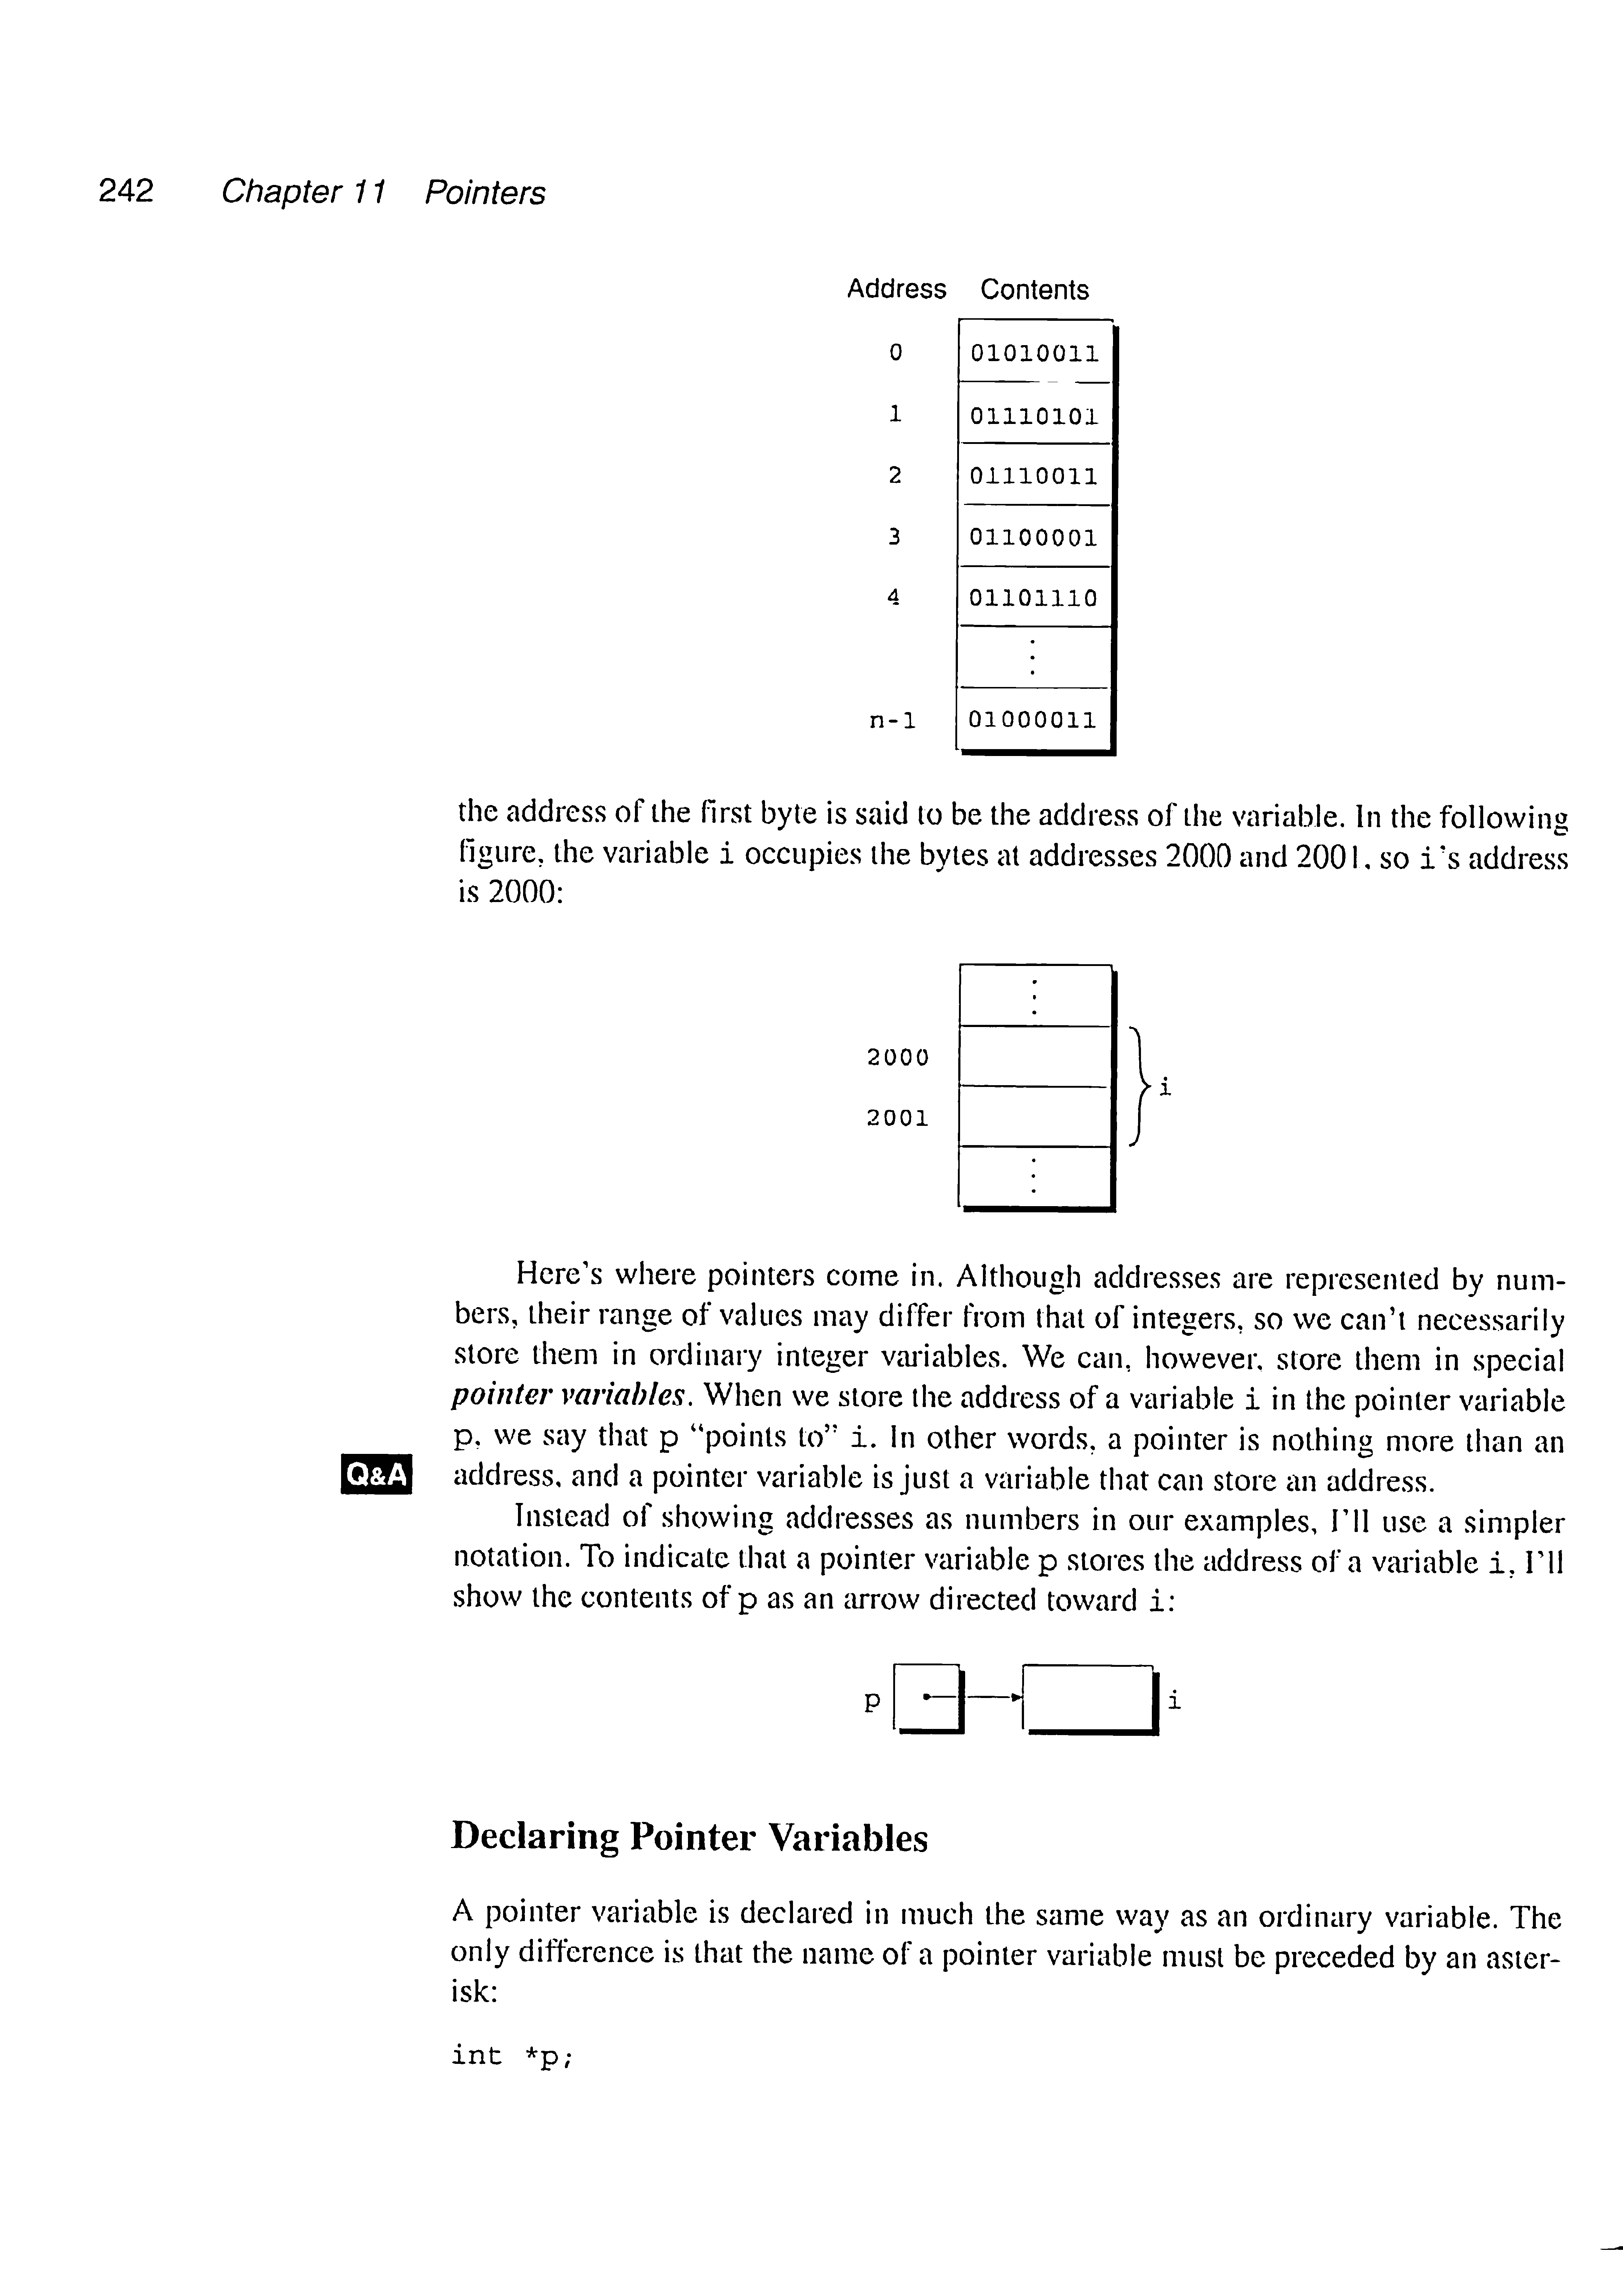 242 Chapter 11 Pointers
Address Contents
0 01010011
1 01110101
2 01110011
3 01100001
4 01101110
n-1 01000011
the address of the first byte is said to be the address of the variable. In the following
figure, the variable i occupies the bytes at addresses 2000 and 2001, so i's address
is 2000:
2000
i
2001
Here's where pointers come in. Although addresses are represented by num-
bers, their range of values may differ from that of integers, so we can't necessarily
store them in ordinary integer variables. We can, however, store them in special
pointer variables. When we store the address of a variable i in the pointer variable
p, we say that p “points to” i. In other words, a pointer is nothing more than an
Q&A address, and a pointer variable is just a variable that can store an address.
Instead of showing addresses as numbers in our examples, I'll use a simpler
notation. To indicate that a pointer variable p stores the address of a variable i, I'll
show the contents of p as an arrow directed toward i:
p i
Declaring Pointer Variables
A pointer variable is declared in much the same way as an ordinary variable. The
only difference is that the name of a pointer variable must be preceded by an aster-
isk:
int *p;